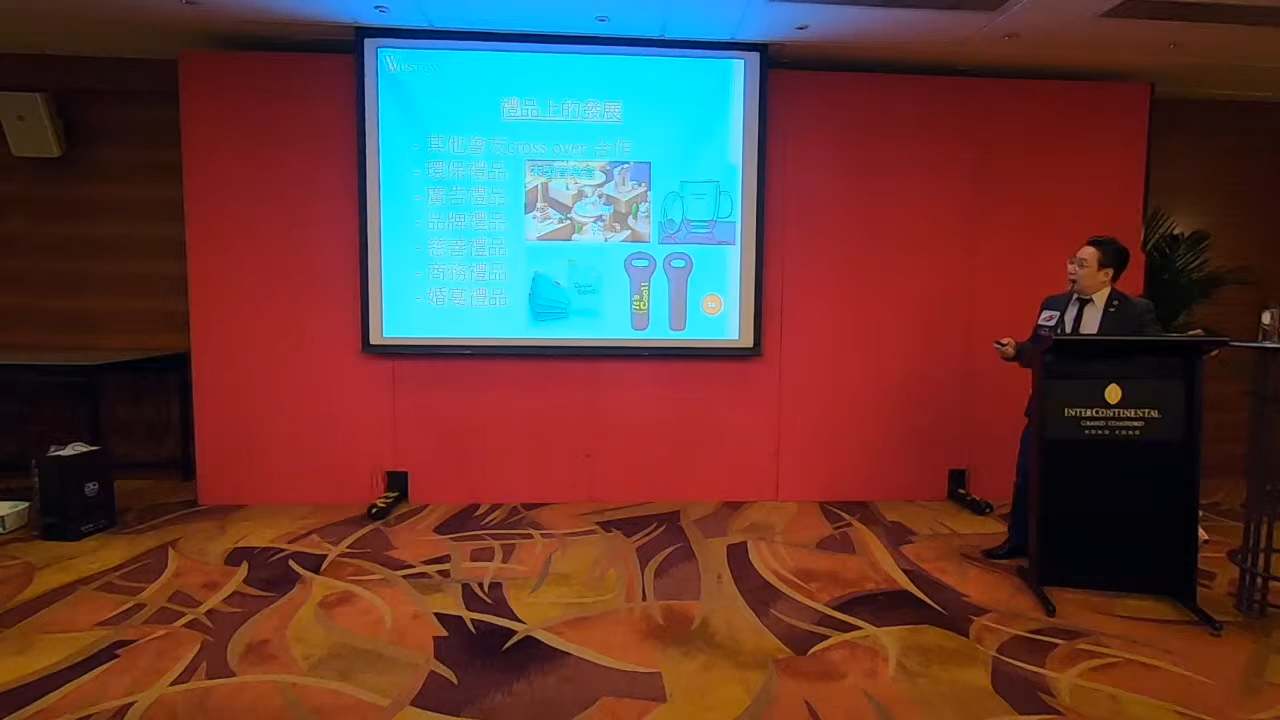 禮品上的發展
- 其他會友cross over 合作
- 環保禮品
- 廣告禮品
- 品牌禮品
- 慈善禮品
- 商務禮品
- 婚宴禮品
It's Cool!
INTERCONTINENTAL
GRAND STANFORD
HONG KONG